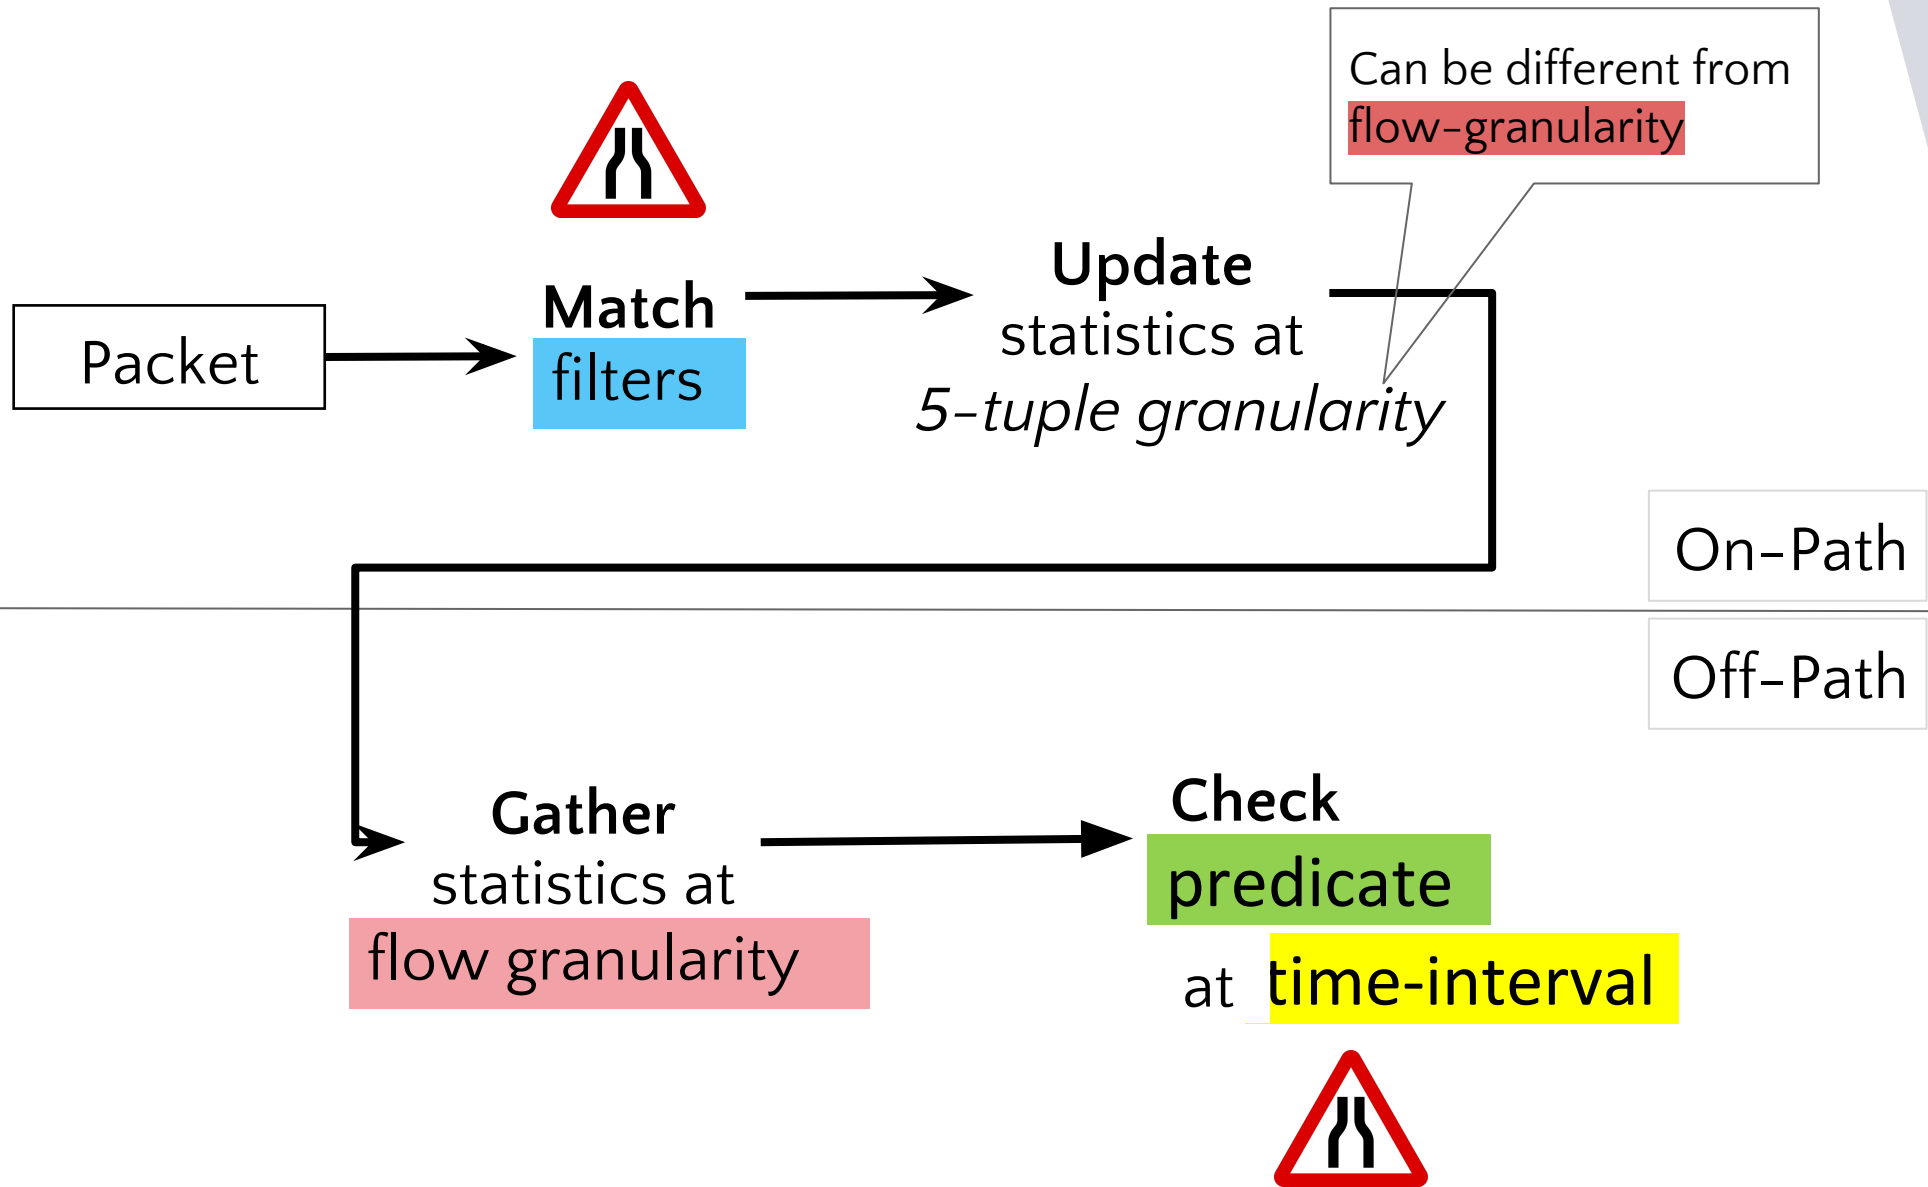 Can be different from
flow-granularity
Packet
Match
filters
Update
statistics at
5-tuple granularity
On-Path
Off-Path
Gather
statistics at
flow granularity
Check
predicate
at time-interval